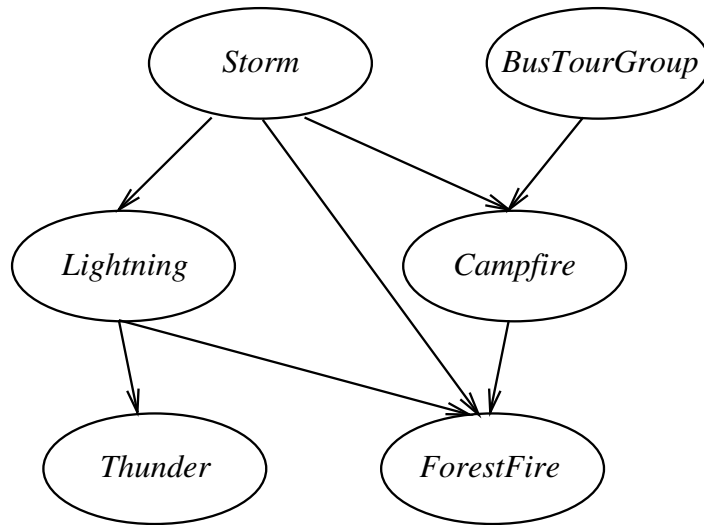 Storm
BusTourGroup
Lightning
Campfire
Thunder
ForestFire